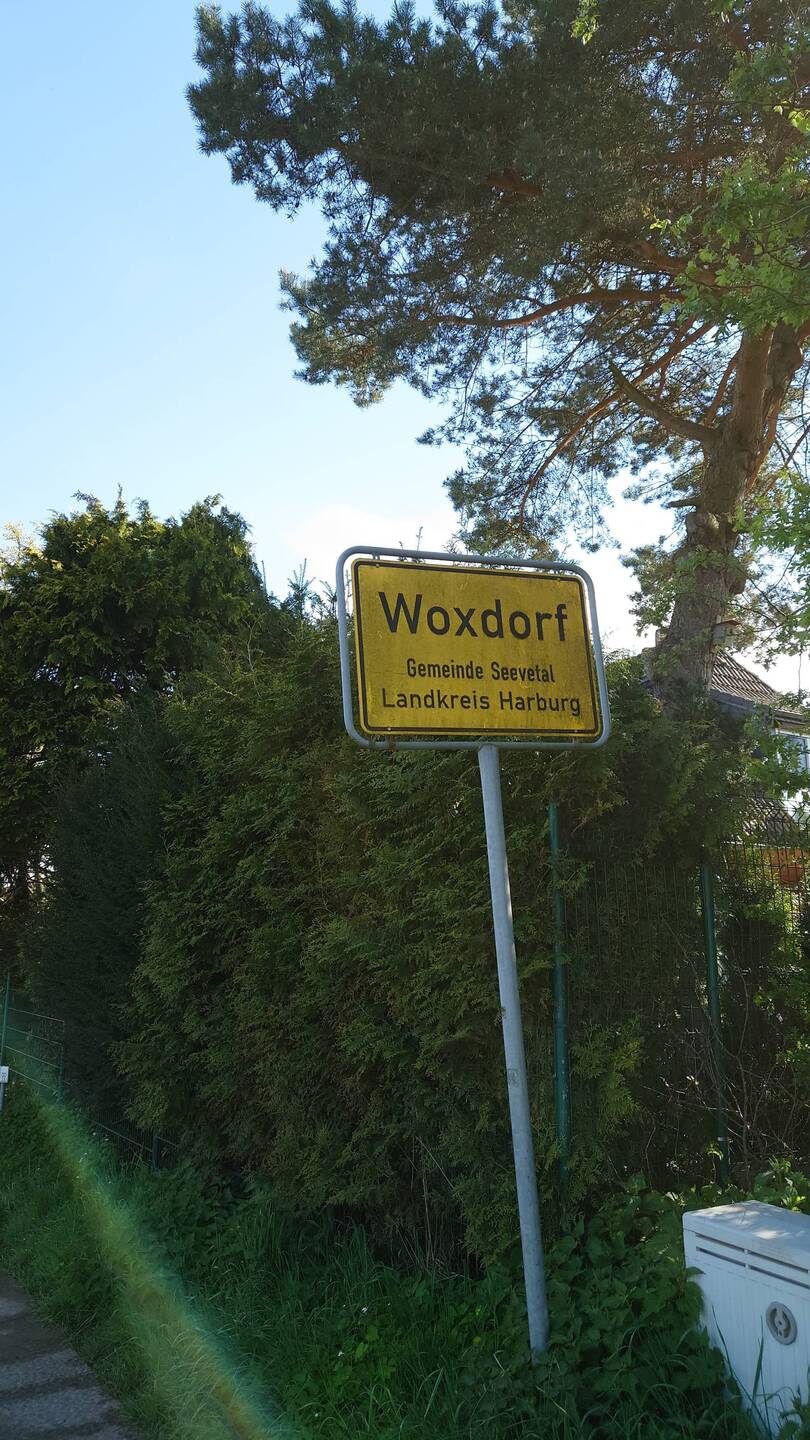 Woxdorf
Gemeinde Seevetal
Landkreis Harburg